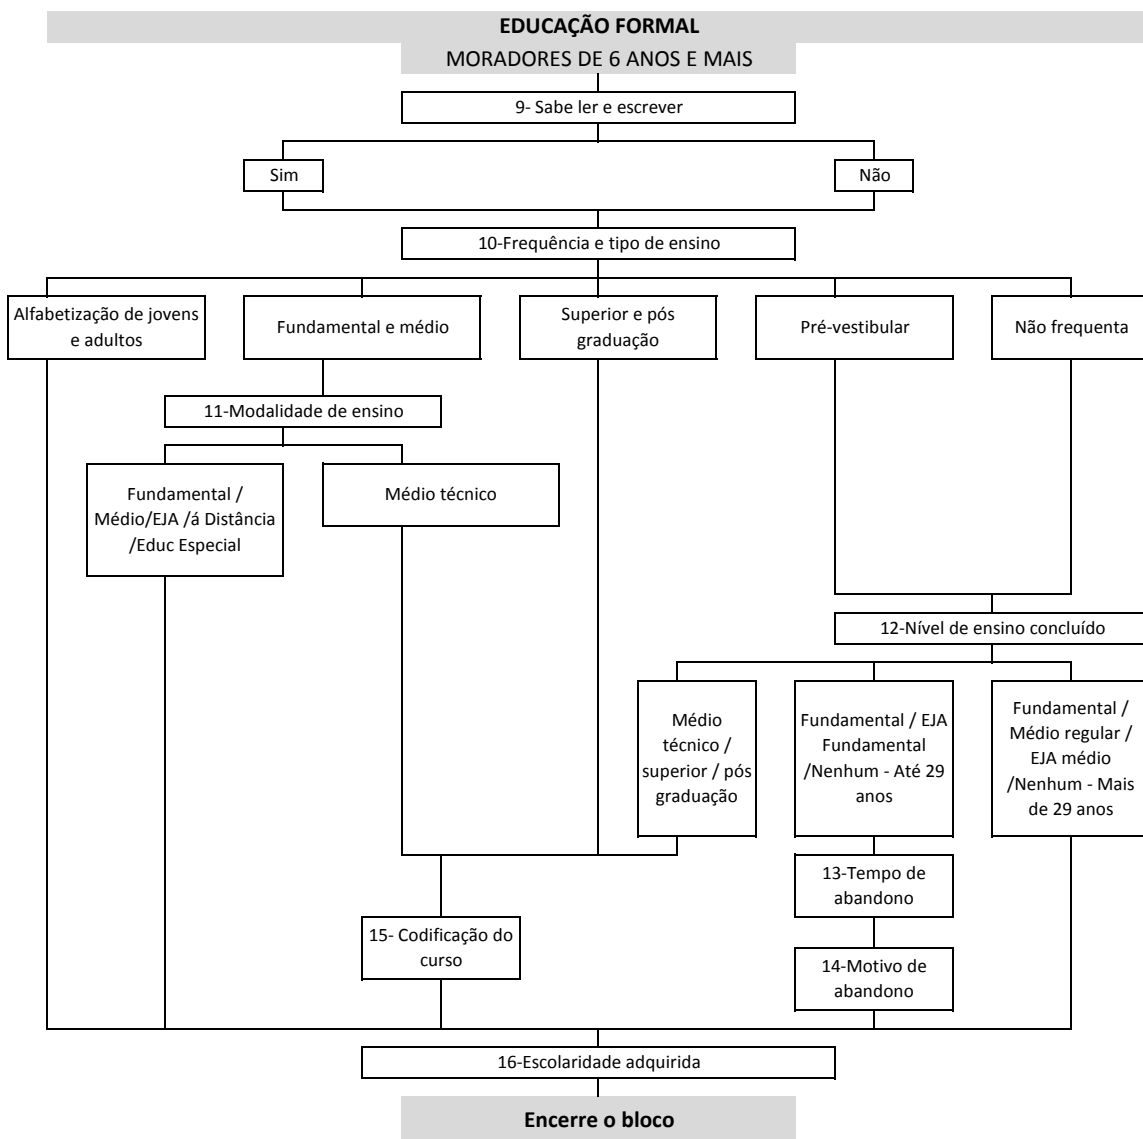 EDUCAÇÃO FORMAL
MORADORES DE 6 ANOS E MAIS
9- Sabe ler e escrever
Sim
Não
10-Frequência e tipo de ensino
Alfabetização de jovens
e adultos
Fundamental e médio
Superior e pós
graduação
Pré-vestibular
Não frequenta
11-Modalidade de ensino
Fundamental /
Médio/EJA /á Distância
/Educ Especial
Médio técnico
12-Nível de ensino concluído
Médio
técnico /
superior / pós
graduação
Fundamental / EJA
Fundamental
/Nenhum - Até 29
anos
Fundamental /
Médio regular /
EJA médio
/Nenhum - Mais
de 29 anos
13-Tempo de
abandono
15- Codificação do
curso
14-Motivo de
abandono
16-Escolaridade adquirida
Encerre o bloco